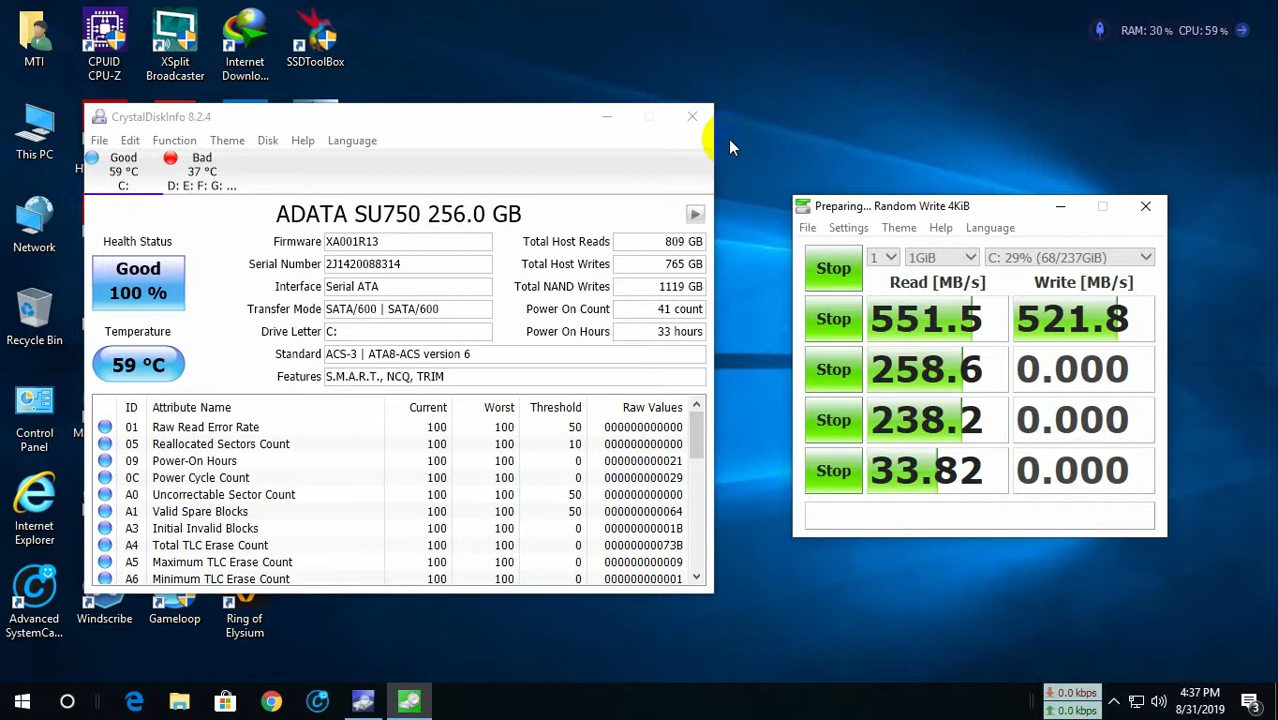 MTI
CPUID CPU-Z
XSplit Broadcaster
Internet Downlo...
SSDToolBox
RAM: 30 % CPU: 59 %
This PC
Network
Recycle Bin
Control Panel
Internet Explorer
Advanced SystemCa...
Windscribe
Gameloop
Ring of Elysium
CrystalDiskInfo 8.2.4
File Edit Function Theme Disk Help Language
Good Bad
59 °C 37 °C
C: D: E: F: G: ...
ADATA SU750 256.0 GB
Health Status
Good
100 %
Temperature
59 °C
Firmware XA001R13
Serial Number 2J1420088314
Interface Serial ATA
Transfer Mode SATA/600 | SATA/600
Drive Letter C:
Standard ACS-3 | ATA8-ACS version 6
Features S.M.A.R.T., NCQ, TRIM
Total Host Reads 809 GB
Total Host Writes 765 GB
Total NAND Writes 1119 GB
Power On Count 41 count
Power On Hours 33 hours
ID Attribute Name Current Worst Threshold Raw Values
01 Raw Read Error Rate 100 100 50 000000000000
05 Reallocated Sectors Count 100 100 10 000000000000
09 Power-On Hours 100 100 0 000000000021
0C Power Cycle Count 100 100 0 000000000029
A0 Uncorrectable Sector Count 100 100 50 000000000000
A1 Valid Spare Blocks 100 100 50 000000000064
A3 Initial Invalid Blocks 100 100 0 00000000001B
A4 Total TLC Erase Count 100 100 0 00000000073B
A5 Maximum TLC Erase Count 100 100 0 000000000009
A6 Minimum TLC Erase Count 100 100 0 000000000001
Preparing... Random Write 4KiB
File Settings Theme Help Language
Stop 1 1GiB C: 29% (68/237GiB)
Read [MB/s] Write [MB/s]
Stop 551.5 521.8
Stop 258.6 0.000
Stop 238.2 0.000
Stop 33.82 0.000
0.0 kbps
0.0 kbps
4:37 PM
8/31/2019
3